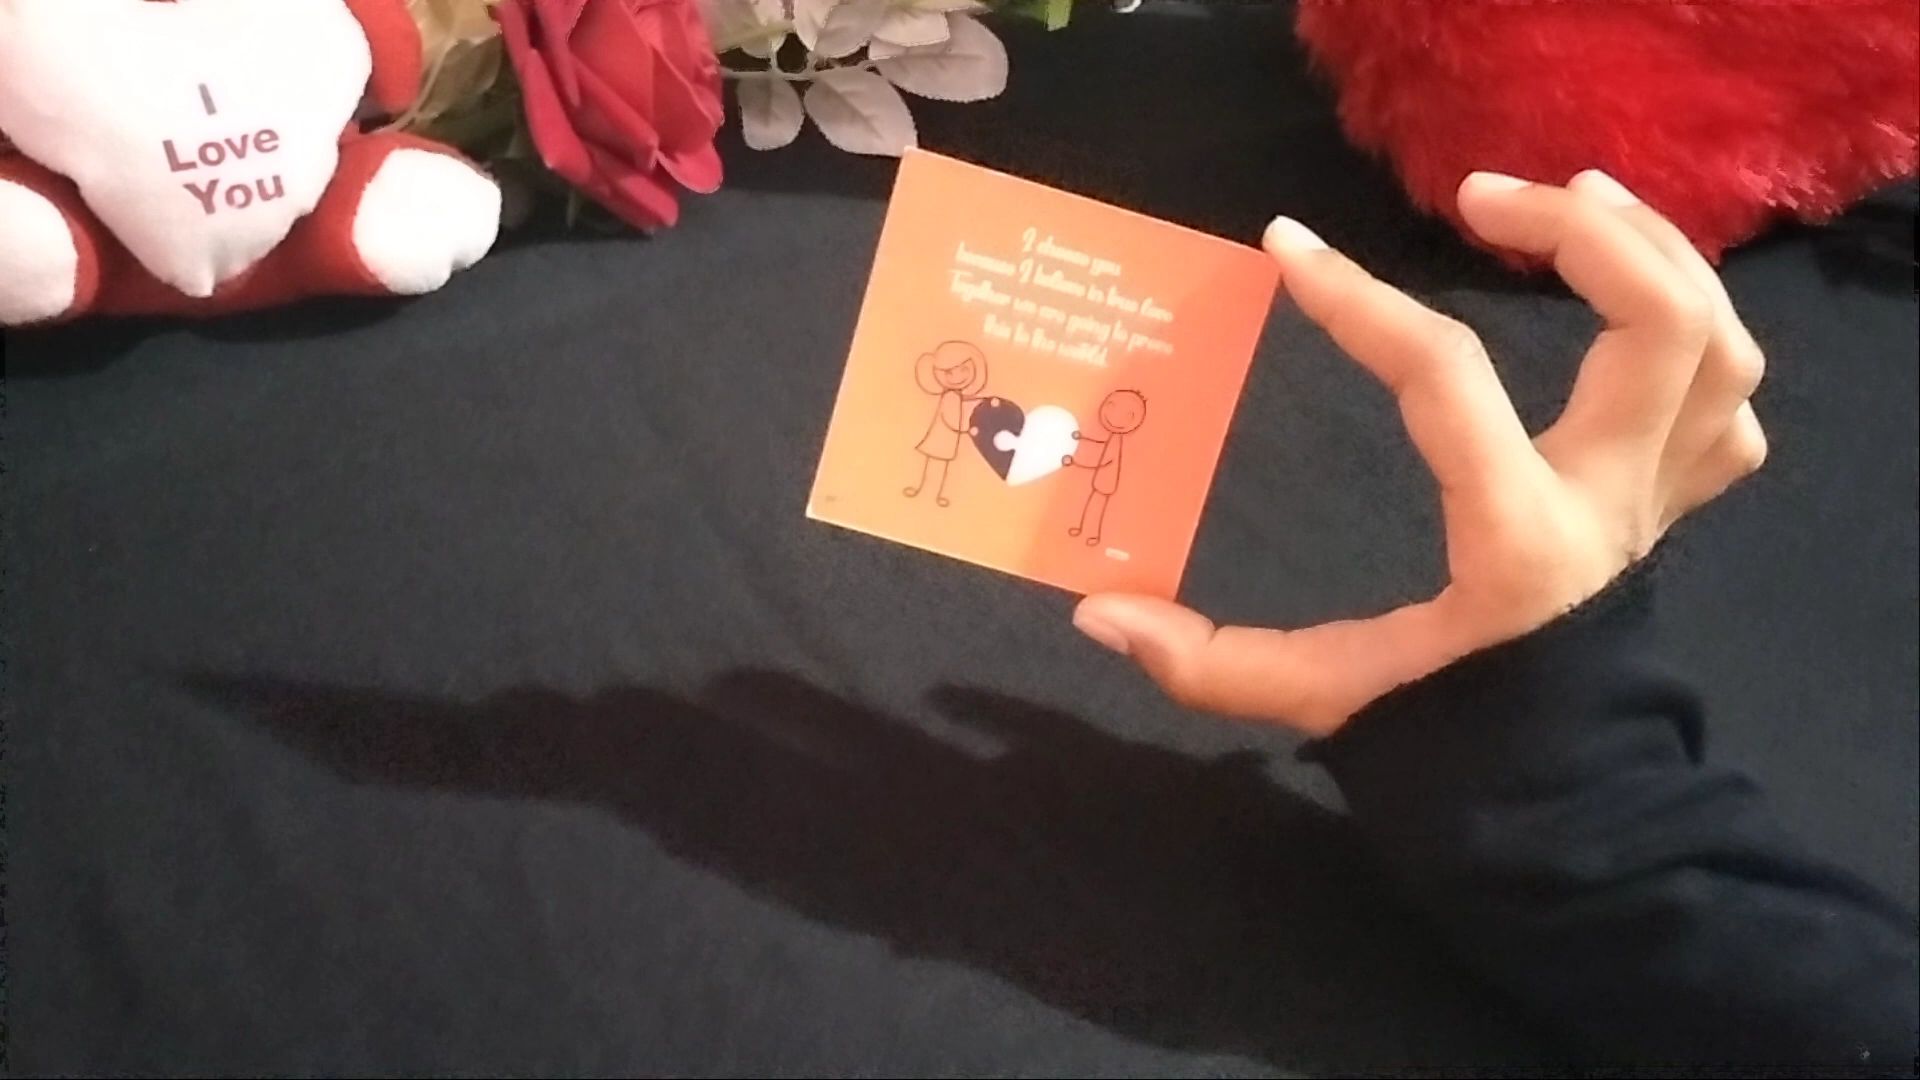 I
Love
You
I choose you
because I believe in true love
Together we are going to prove
this to the world.